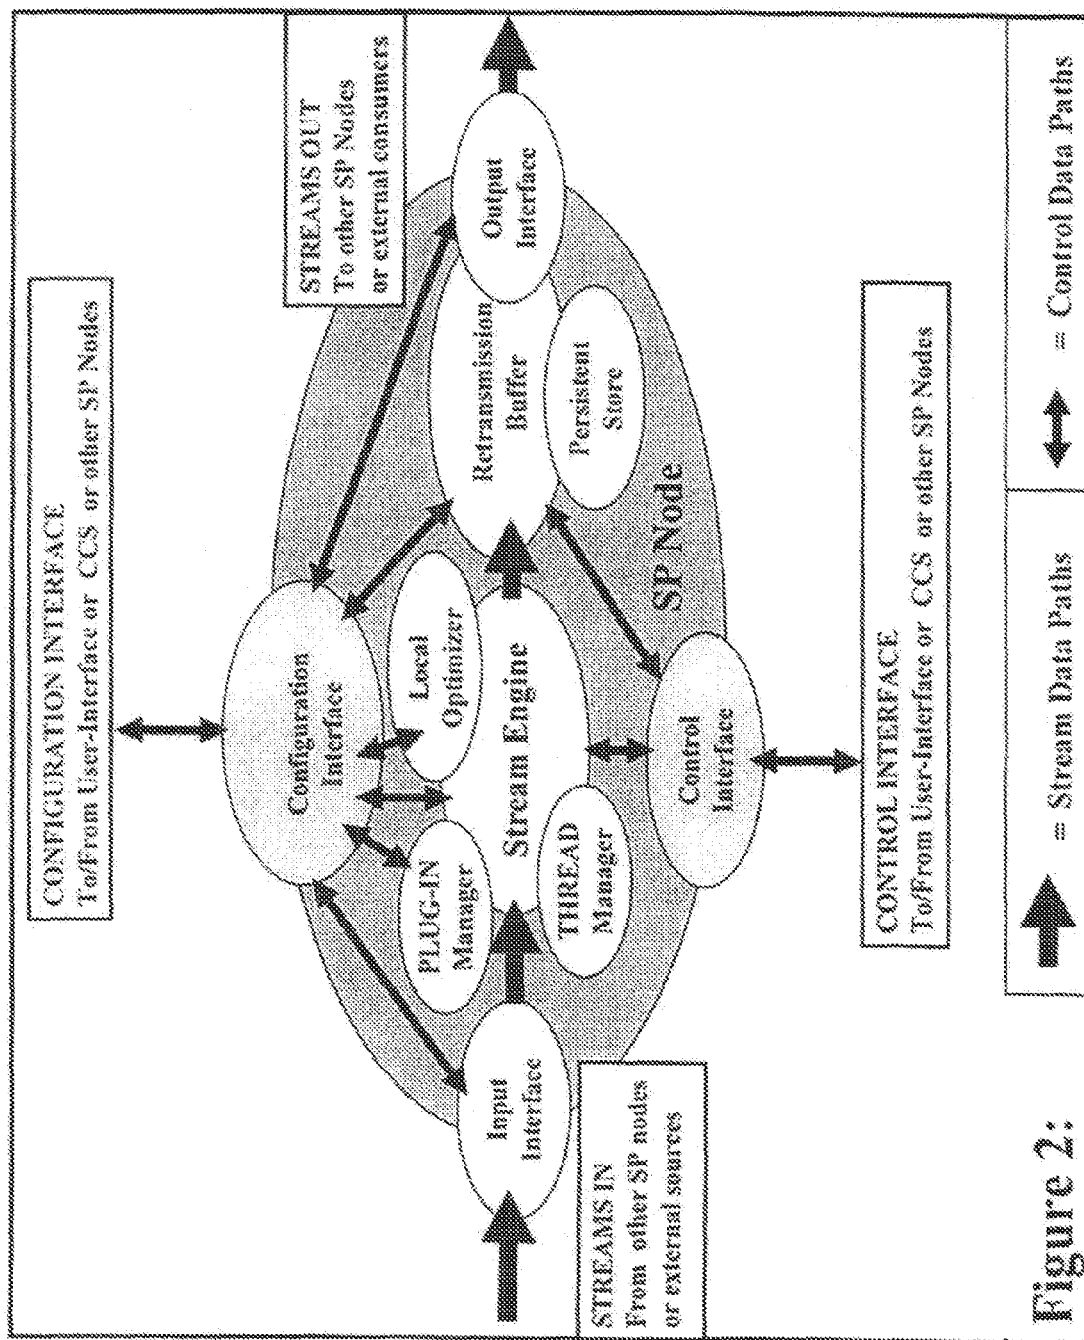 CONFIGURATION INTERFACE
To/From User-Interface or CCS or other SP Nodes
STREAMS OUT
To other SP Nodes
or external consumers
Configuration
Interface
Local
Optimizer
PLUG-IN
Manager
Input
Interface
Stream Engine
Retransmission
Buffer
Output
Interface
THREAD
Manager
Persistent
Store
SP Node
Control
Interface
STREAMS IN
From other SP nodes
or external sources
CONTROL INTERFACE
To/From User-Interface or CCS or other SP Nodes
Figure 2:
= Stream Data Paths
= Control Data Paths